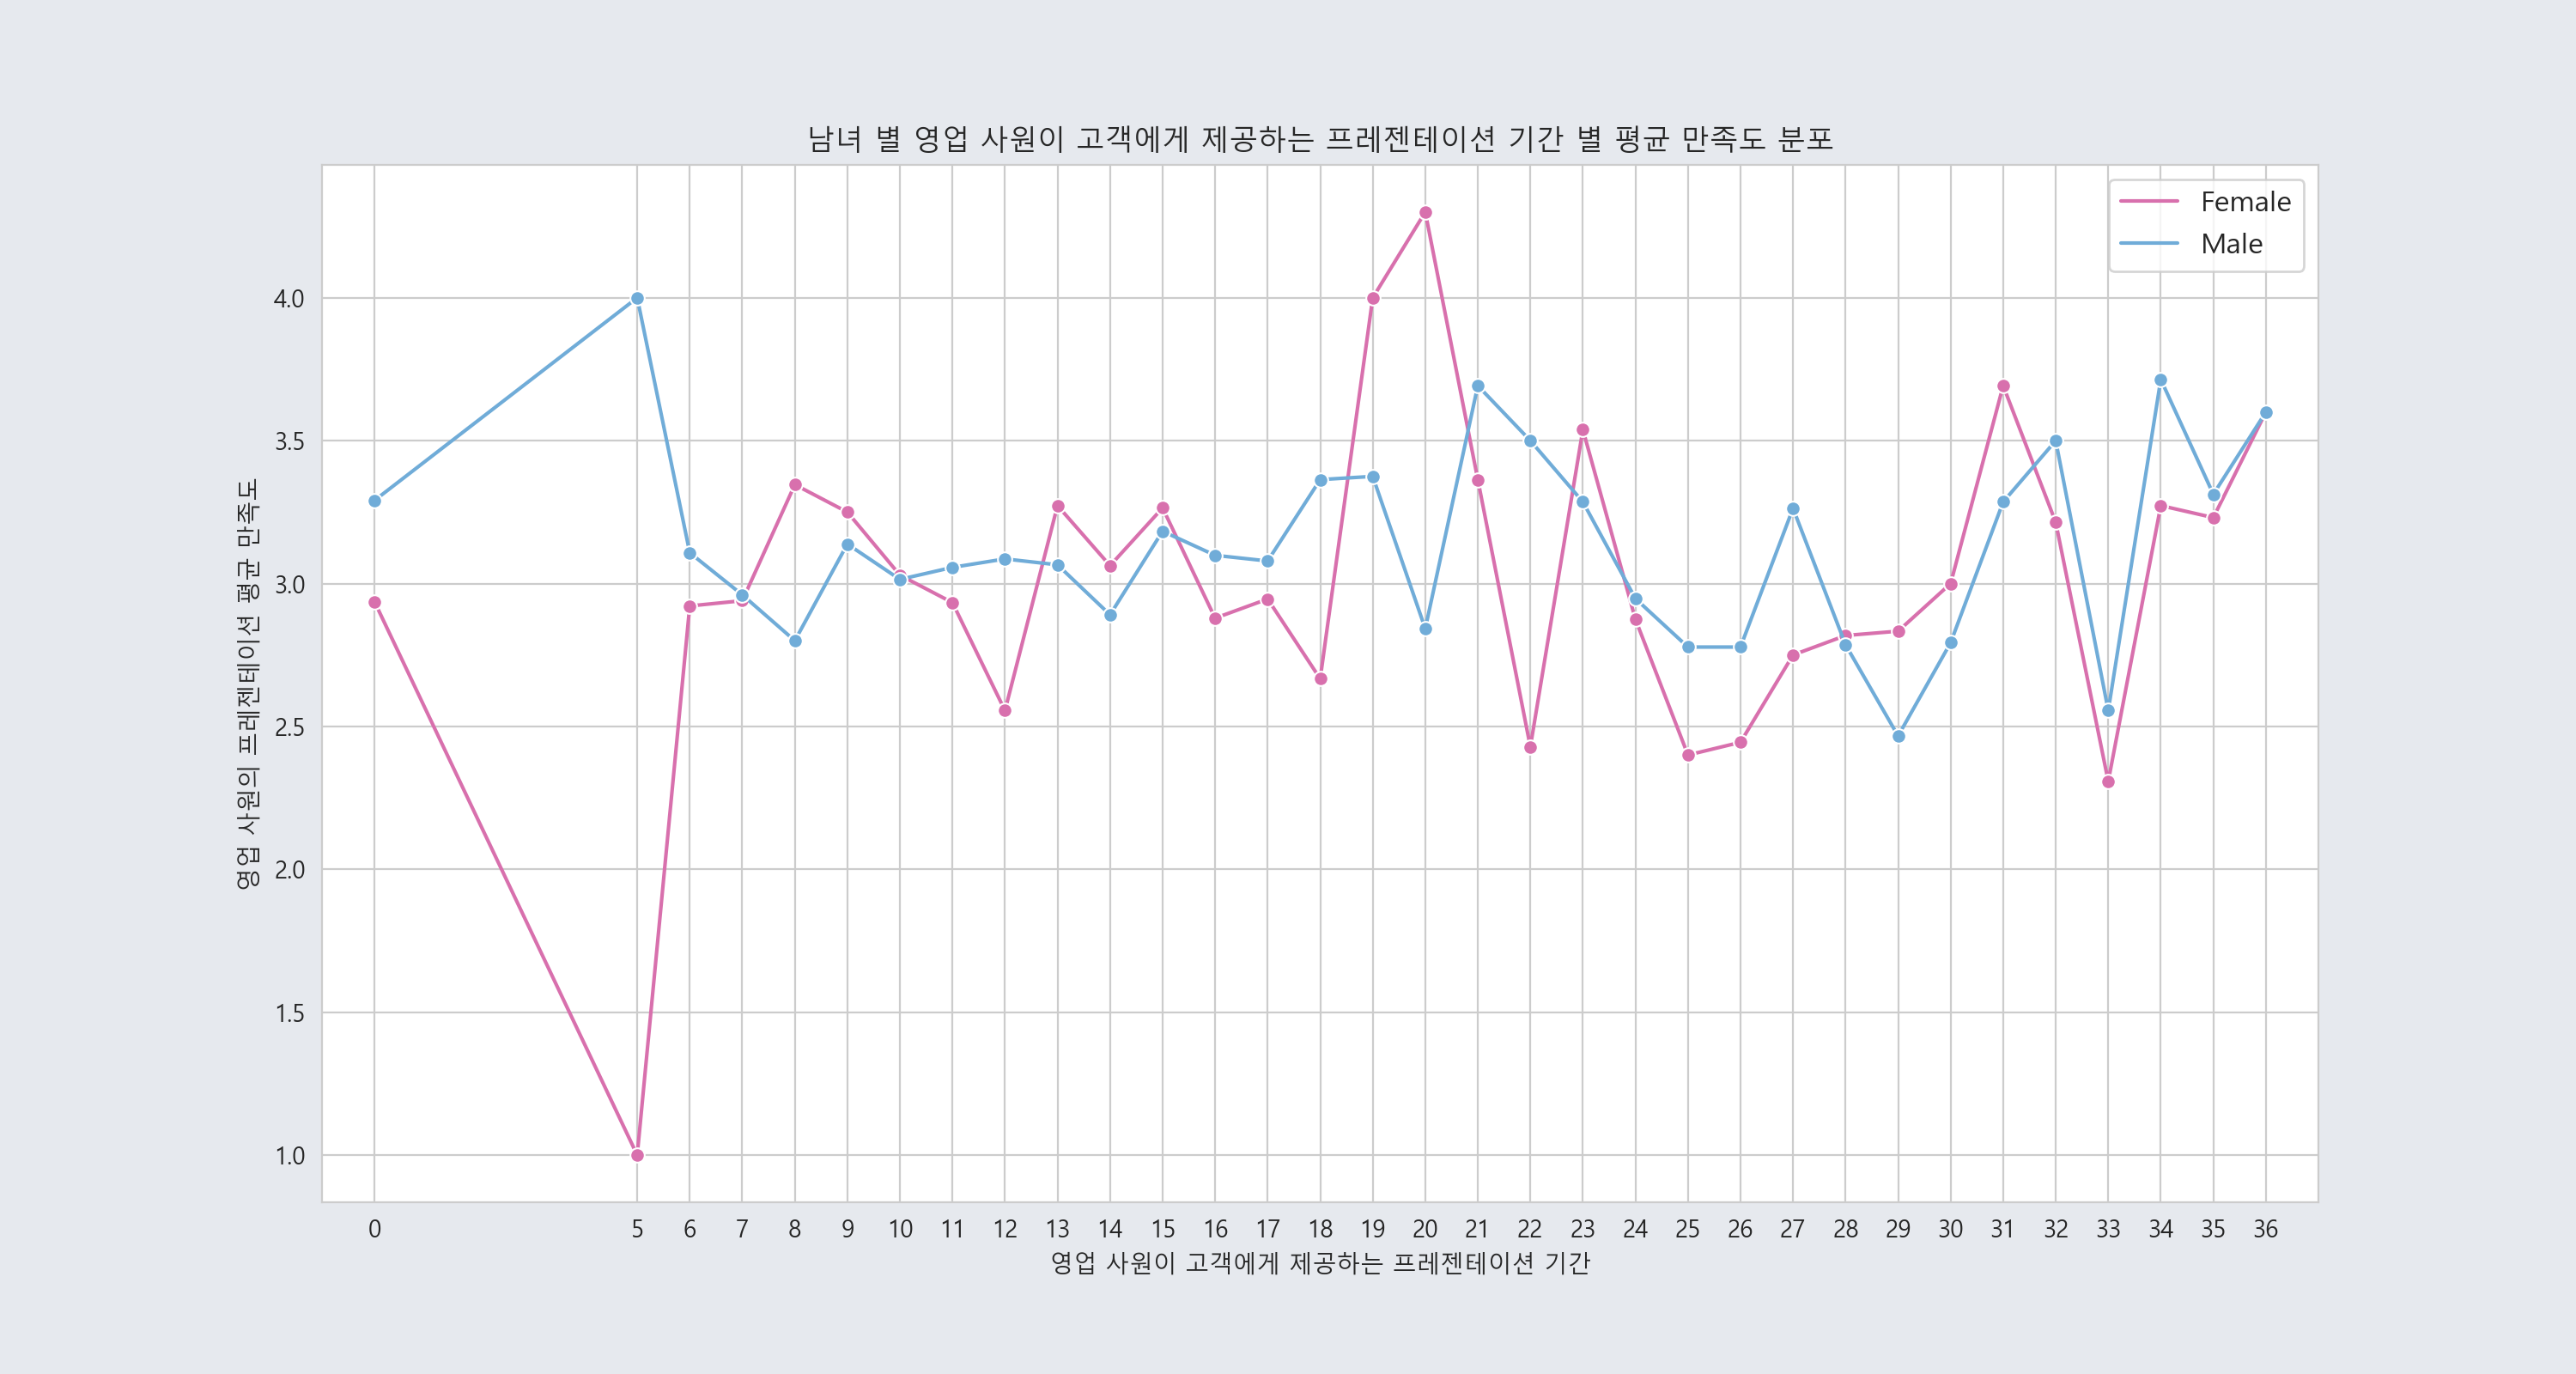 남녀 별 영업 사원이 고객에게 제공하는 프레젠테이션 기간 별 평균 만족도 분포
Female
Male
영업 사원의 프레젠테이션 평균 만족도
4.0
3.5
3.0
2.5
2.0
1.5
1.0
0 5 6 7 8 9 10 11 12 13 14 15 16 17 18 19 20 21 22 23 24 25 26 27 28 29 30 31 32 33 34 35 36
영업 사원이 고객에게 제공하는 프레젠테이션 기간